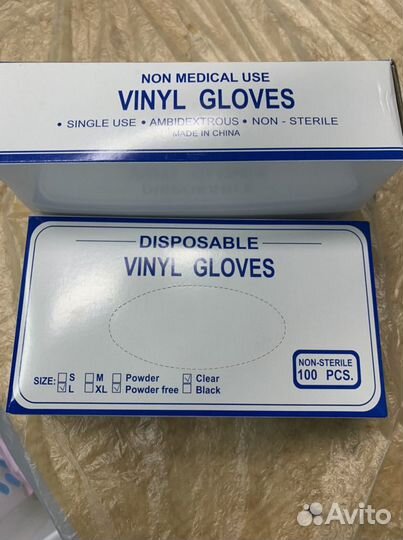 NON MEDICAL USE
VINYL GLOVES
• SINGLE USE • AMBIDEXTROUS • NON - STERILE
MADE IN CHINA
DISPOSABLE
VINYL GLOVES
NON-STERILE
100 PCS.
SIZE: S M Powder Clear
L XL Powder free Black
Avito